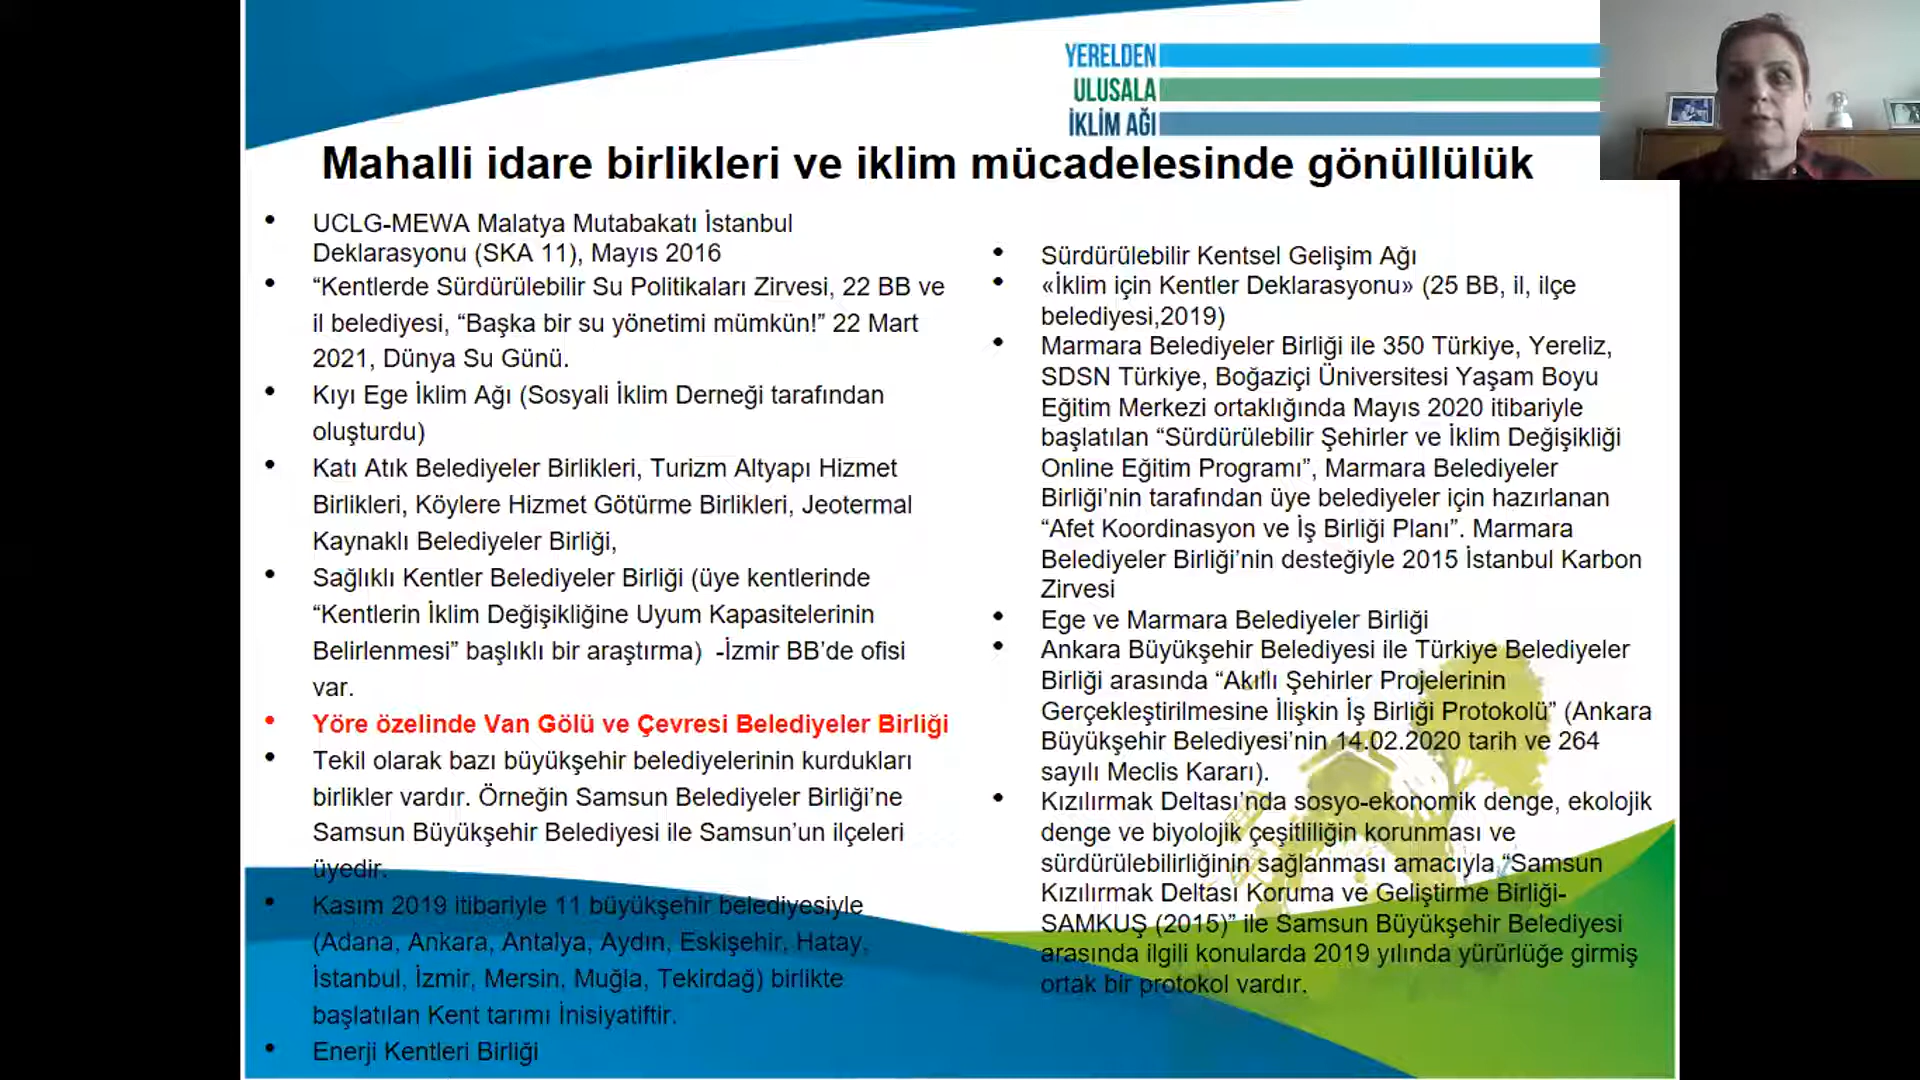 YERELDEN
ULUSALA
İKLİM AĞI
Mahalli idare birlikleri ve iklim mücadelesinde gönüllülük
• UCLG-MEWA Malatya Mutabakatı İstanbul
Deklarasyonu (SKA 11), Mayıs 2016
• “Kentlerde Sürdürülebilir Su Politikaları Zirvesi, 22 BB ve
il belediyesi, “Başka bir su yönetimi mümkün!” 22 Mart
2021, Dünya Su Günü.
• Kıyı Ege İklim Ağı (Sosyali İklim Derneği tarafından
oluşturdu)
• Katı Atık Belediyeler Birlikleri, Turizm Altyapı Hizmet
Birlikleri, Köylere Hizmet Götürme Birlikleri, Jeotermal
Kaynaklı Belediyeler Birliği,
• Sağlıklı Kentler Belediyeler Birliği (üye kentlerinde
“Kentlerin İklim Değişikliğine Uyum Kapasitelerinin
Belirlenmesi” başlıklı bir araştırma) -İzmir BB’de ofisi
var.
• Yöre özelinde Van Gölü ve Çevresi Belediyeler Birliği
• Tekil olarak bazı büyükşehir belediyelerinin kurdukları
birlikler vardır. Örneğin Samsun Belediyeler Birliği’ne
Samsun Büyükşehir Belediyesi ile Samsun’un ilçeleri
üyedir.
• Kasım 2019 itibariyle 11 büyükşehir belediyesiyle
(Adana, Ankara, Antalya, Aydın, Eskişehir, Hatay,
İstanbul, İzmir, Mersin, Muğla, Tekirdağ) birlikte
başlatılan Kent tarımı İnisiyatiftir.
• Enerji Kentleri Birliği
• Sürdürülebilir Kentsel Gelişim Ağı
• «İklim için Kentler Deklarasyonu» (25 BB, il, ilçe
belediyesi,2019)
• Marmara Belediyeler Birliği ile 350 Türkiye, Yereliz,
SDSN Türkiye, Boğaziçi Üniversitesi Yaşam Boyu
Eğitim Merkezi ortaklığında Mayıs 2020 itibariyle
başlatılan “Sürdürülebilir Şehirler ve İklim Değişikliği
Online Eğitim Programı”, Marmara Belediyeler
Birliği’nin tarafından üye belediyeler için hazırlanan
“Afet Koordinasyon ve İş Birliği Planı”. Marmara
Belediyeler Birliği’nin desteğiyle 2015 İstanbul Karbon
Zirvesi
• Ege ve Marmara Belediyeler Birliği
• Ankara Büyükşehir Belediyesi ile Türkiye Belediyeler
Birliği arasında “Akıllı Şehirler Projelerinin
Gerçekleştirilmesine İlişkin İş Birliği Protokolü” (Ankara
Büyükşehir Belediyesi’nin 14.02.2020 tarih ve 264
sayılı Meclis Kararı).
• Kızılırmak Deltası’nda sosyo-ekonomik denge, ekolojik
denge ve biyolojik çeşitliliğin korunması ve
sürdürülebilirliğinin sağlanması amacıyla “Samsun
Kızılırmak Deltası Koruma ve Geliştirme Birliği-
SAMKUŞ (2015)” ile Samsun Büyükşehir Belediyesi
arasında ilgili konularda 2019 yılında yürürlüğe girmiş
ortak bir protokol vardır.